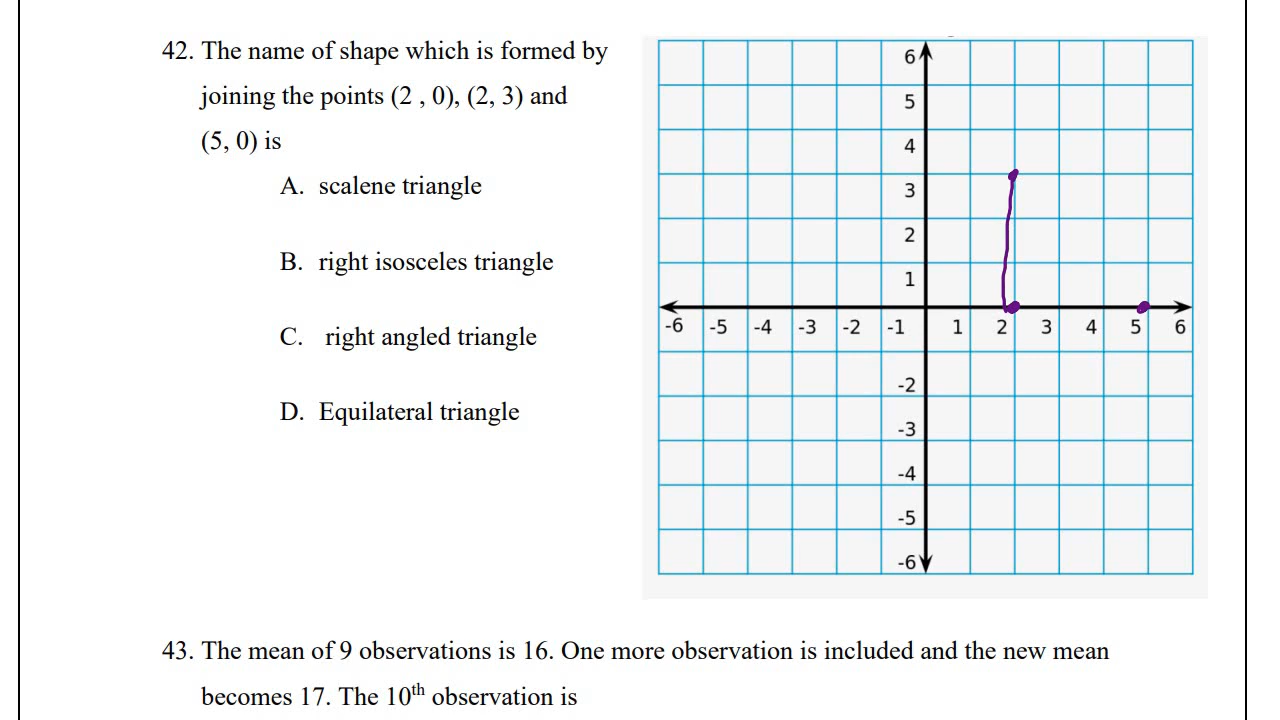 42. The name of shape which is formed by
joining the points (2 , 0), (2, 3) and
(5, 0) is
A. scalene triangle
B. right isosceles triangle
C. right angled triangle
D. Equilateral triangle
6
5
4
3
2
1
-6 -5 -4 -3 -2 -1 1 2 3 4 5 6
-2
-3
-4
-5
-6
43. The mean of 9 observations is 16. One more observation is included and the new mean
becomes 17. The 10th observation is